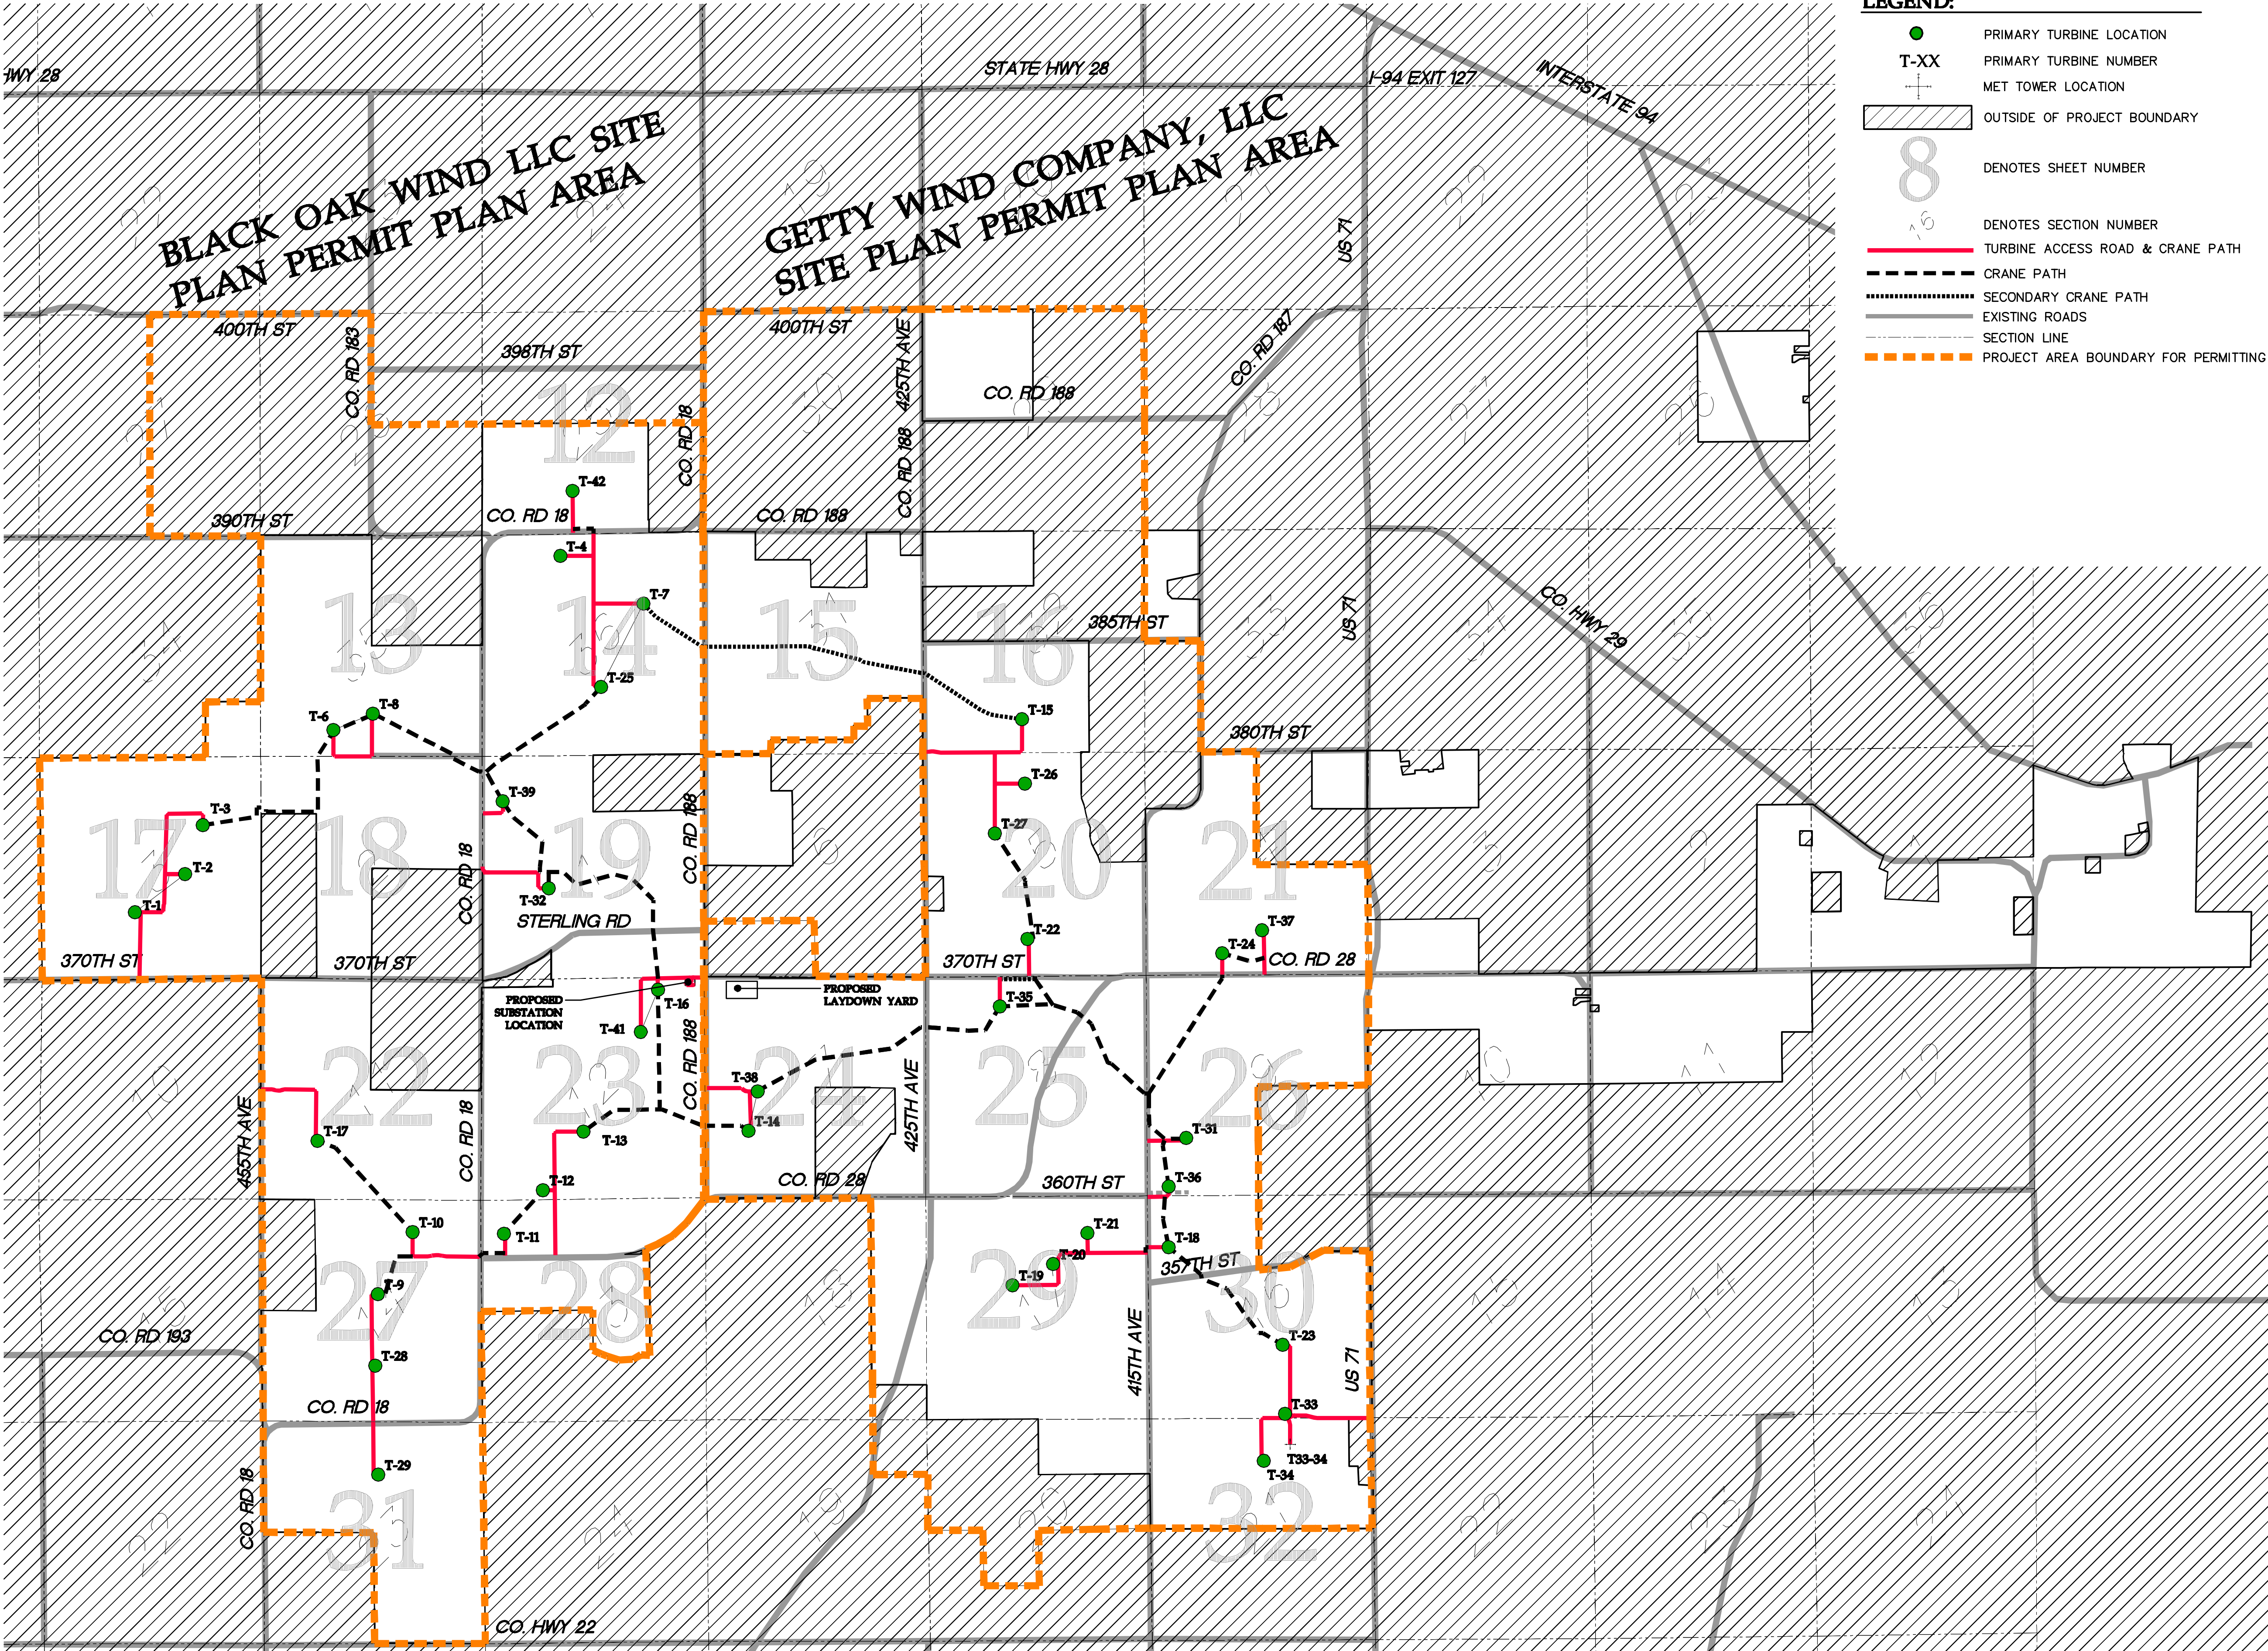 LEGEND:
PRIMARY TURBINE LOCATION
T-XX PRIMARY TURBINE NUMBER
MET TOWER LOCATION
OUTSIDE OF PROJECT BOUNDARY
8 DENOTES SHEET NUMBER
16 DENOTES SECTION NUMBER
TURBINE ACCESS ROAD & CRANE PATH
CRANE PATH
SECONDARY CRANE PATH
EXISTING ROADS
SECTION LINE
PROJECT AREA BOUNDARY FOR PERMITTING
HWY 28
STATE HWY 28
I-94 EXIT 127
INTERSTATE 94
BLACK OAK WIND LLC SITE
PLAN PERMIT PLAN AREA
GETTY WIND COMPANY, LLC
SITE PLAN PERMIT PLAN AREA
US 71
400TH ST
CO. RD 183
398TH ST
400TH ST
425TH AVE
CO. RD 187
CO. RD 188
12
CO. RD 18
CO. RD 188
T-42
390TH ST
CO. RD 18
CO. RD 188
T-4
T-7
13
14
15
16
385TH ST
US 71
CO. HWY 29
T-25
T-6
T-8
T-15
380TH ST
T-39
T-26
T-3
CO. RD 188
T-27
17
18
19
20
21
T-2
CO. RD 18
T-32
T-1
STERLING RD
T-22
T-37
T-24
370TH ST
370TH ST
370TH ST
CO. RD 28
PROPOSED
SUBSTATION
LOCATION
T-16
PROPOSED
LAYDOWN YARD
T-35
T-41
CO. RD 188
22
23
24
25
26
T-38
455TH AVE
CO. RD 18
425TH AVE
T-17
T-13
T-14
T-31
T-12
CO. RD 28
360TH ST
T-36
T-10
T-11
T-21
T-18
T-20
357TH ST
T-19
27
28
29
30
T-9
CO. RD 193
T-23
415TH AVE
US 71
T-28
CO. RD 18
T-33
T33-34
T-29
T-34
CO. RD 18
31
32
CO. HWY 22